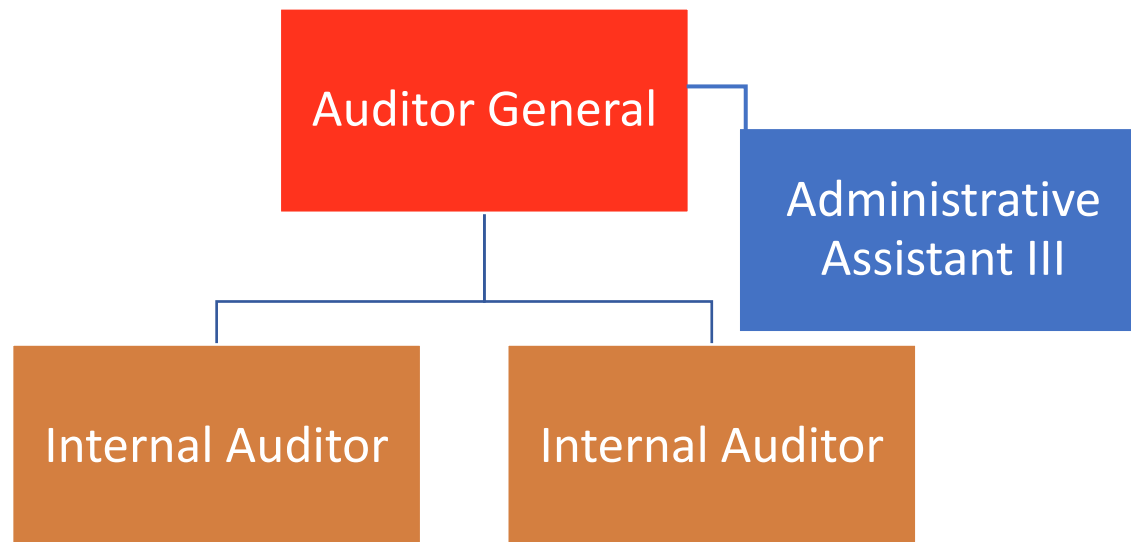 Auditor General
Administrative
Assistant III
Internal Auditor
Internal Auditor